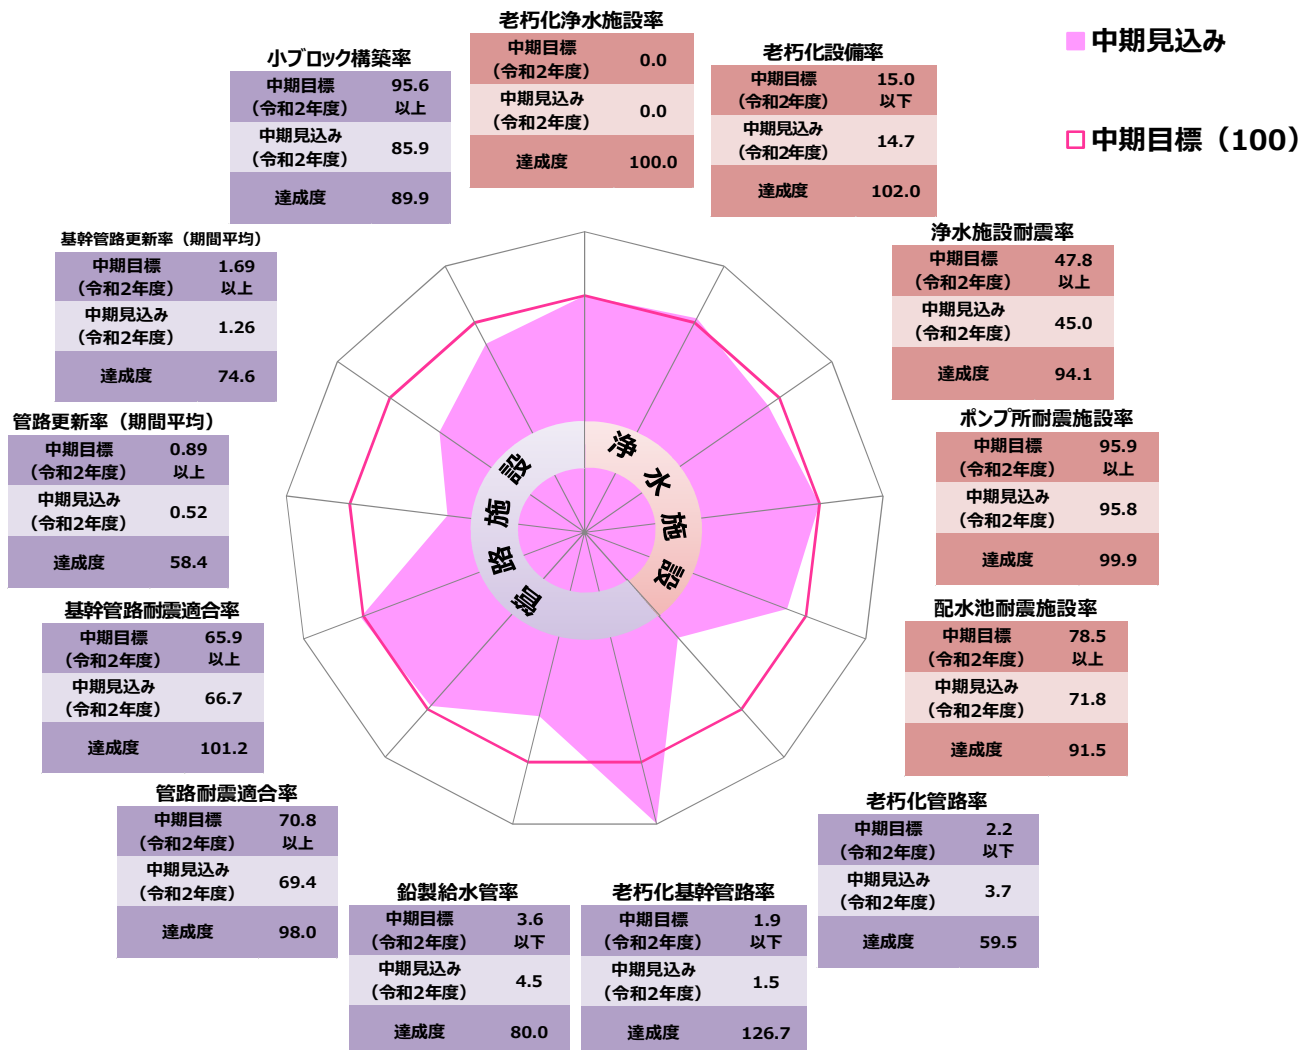 老朽化浄水施設率
中期目標
（令和2年度）
0.0
中期見込み
（令和2年度）
0.0
達成度
100.0
老朽化設備率
中期目標
（令和2年度）
15.0
以下
中期見込み
（令和2年度）
14.7
達成度
102.0
中期見込み
中期目標（100）
浄水施設耐震率
中期目標
（令和2年度）
47.8
以上
中期見込み
（令和2年度）
45.0
達成度
94.1
ポンプ所耐震施設率
中期目標
（令和2年度）
95.9
以上
中期見込み
（令和2年度）
95.8
達成度
99.9
配水池耐震施設率
中期目標
（令和2年度）
78.5
以上
中期見込み
（令和2年度）
71.8
達成度
91.5
老朽化管路率
中期目標
（令和2年度）
2.2
以下
中期見込み
（令和2年度）
3.7
達成度
59.5
老朽化基幹管路率
中期目標
（令和2年度）
1.9
以下
中期見込み
（令和2年度）
1.5
達成度
126.7
鉛製給水管率
中期目標
（令和2年度）
3.6
以下
中期見込み
（令和2年度）
4.5
達成度
80.0
管路耐震適合率
中期目標
（令和2年度）
70.8
以上
中期見込み
（令和2年度）
69.4
達成度
98.0
基幹管路耐震適合率
中期目標
（令和2年度）
65.9
以上
中期見込み
（令和2年度）
66.7
達成度
101.2
管路更新率（期間平均）
中期目標
（令和2年度）
0.89
以上
中期見込み
（令和2年度）
0.52
達成度
58.4
基幹管路更新率（期間平均）
中期目標
（令和2年度）
1.69
以上
中期見込み
（令和2年度）
1.26
達成度
74.6
小ブロック構築率
中期目標
（令和2年度）
95.6
以上
中期見込み
（令和2年度）
85.9
達成度
89.9
浄水施設
管路施設